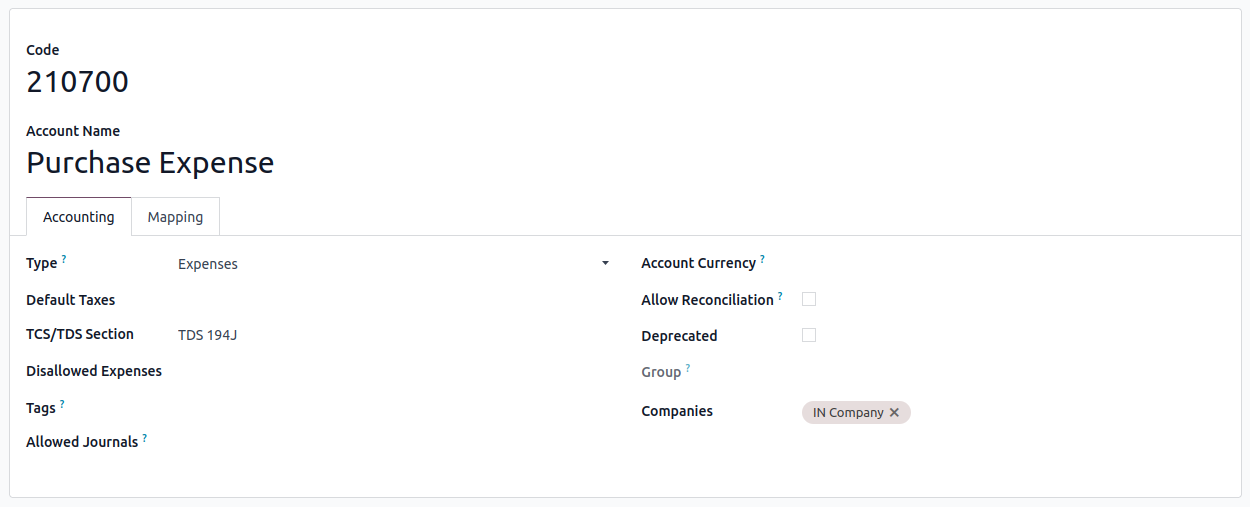 Code
210700
Account Name
Purchase Expense
Accounting Mapping
Type ? Expenses
Default Taxes
TCS/TDS Section TDS 194J
Disallowed Expenses
Tags ?
Allowed Journals ?
Account Currency ?
Allow Reconciliation ?
Deprecated
Group ?
Companies IN Company ✕